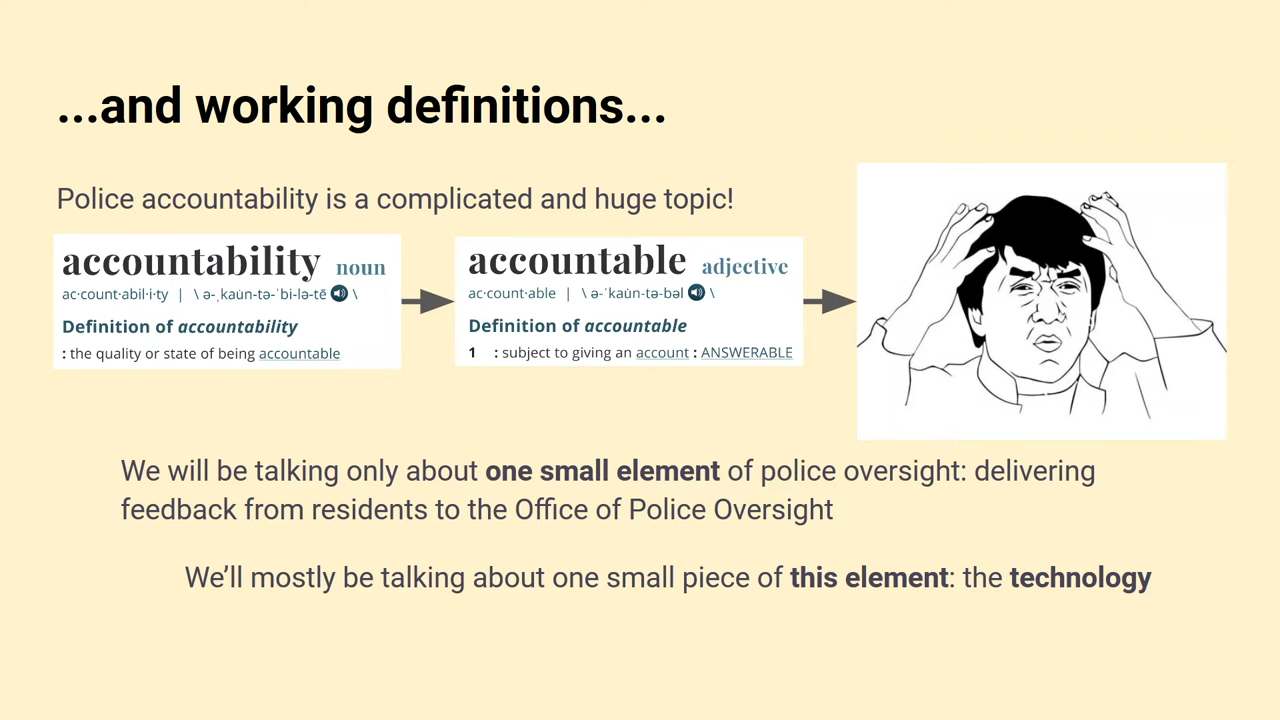 ...and working definitions...
Police accountability is a complicated and huge topic!
accountability noun
ac·count·abil·i·ty | \ ə-ˌkau̇n-tə-ˈbi-lə-tē \
Definition of accountability
: the quality or state of being accountable
accountable adjective
ac·count·able | \ ə-ˈkau̇n-tə-bəl \
Definition of accountable
1 : subject to giving an account : ANSWERABLE
We will be talking only about one small element of police oversight: delivering
feedback from residents to the Office of Police Oversight
We’ll mostly be talking about one small piece of this element: the technology